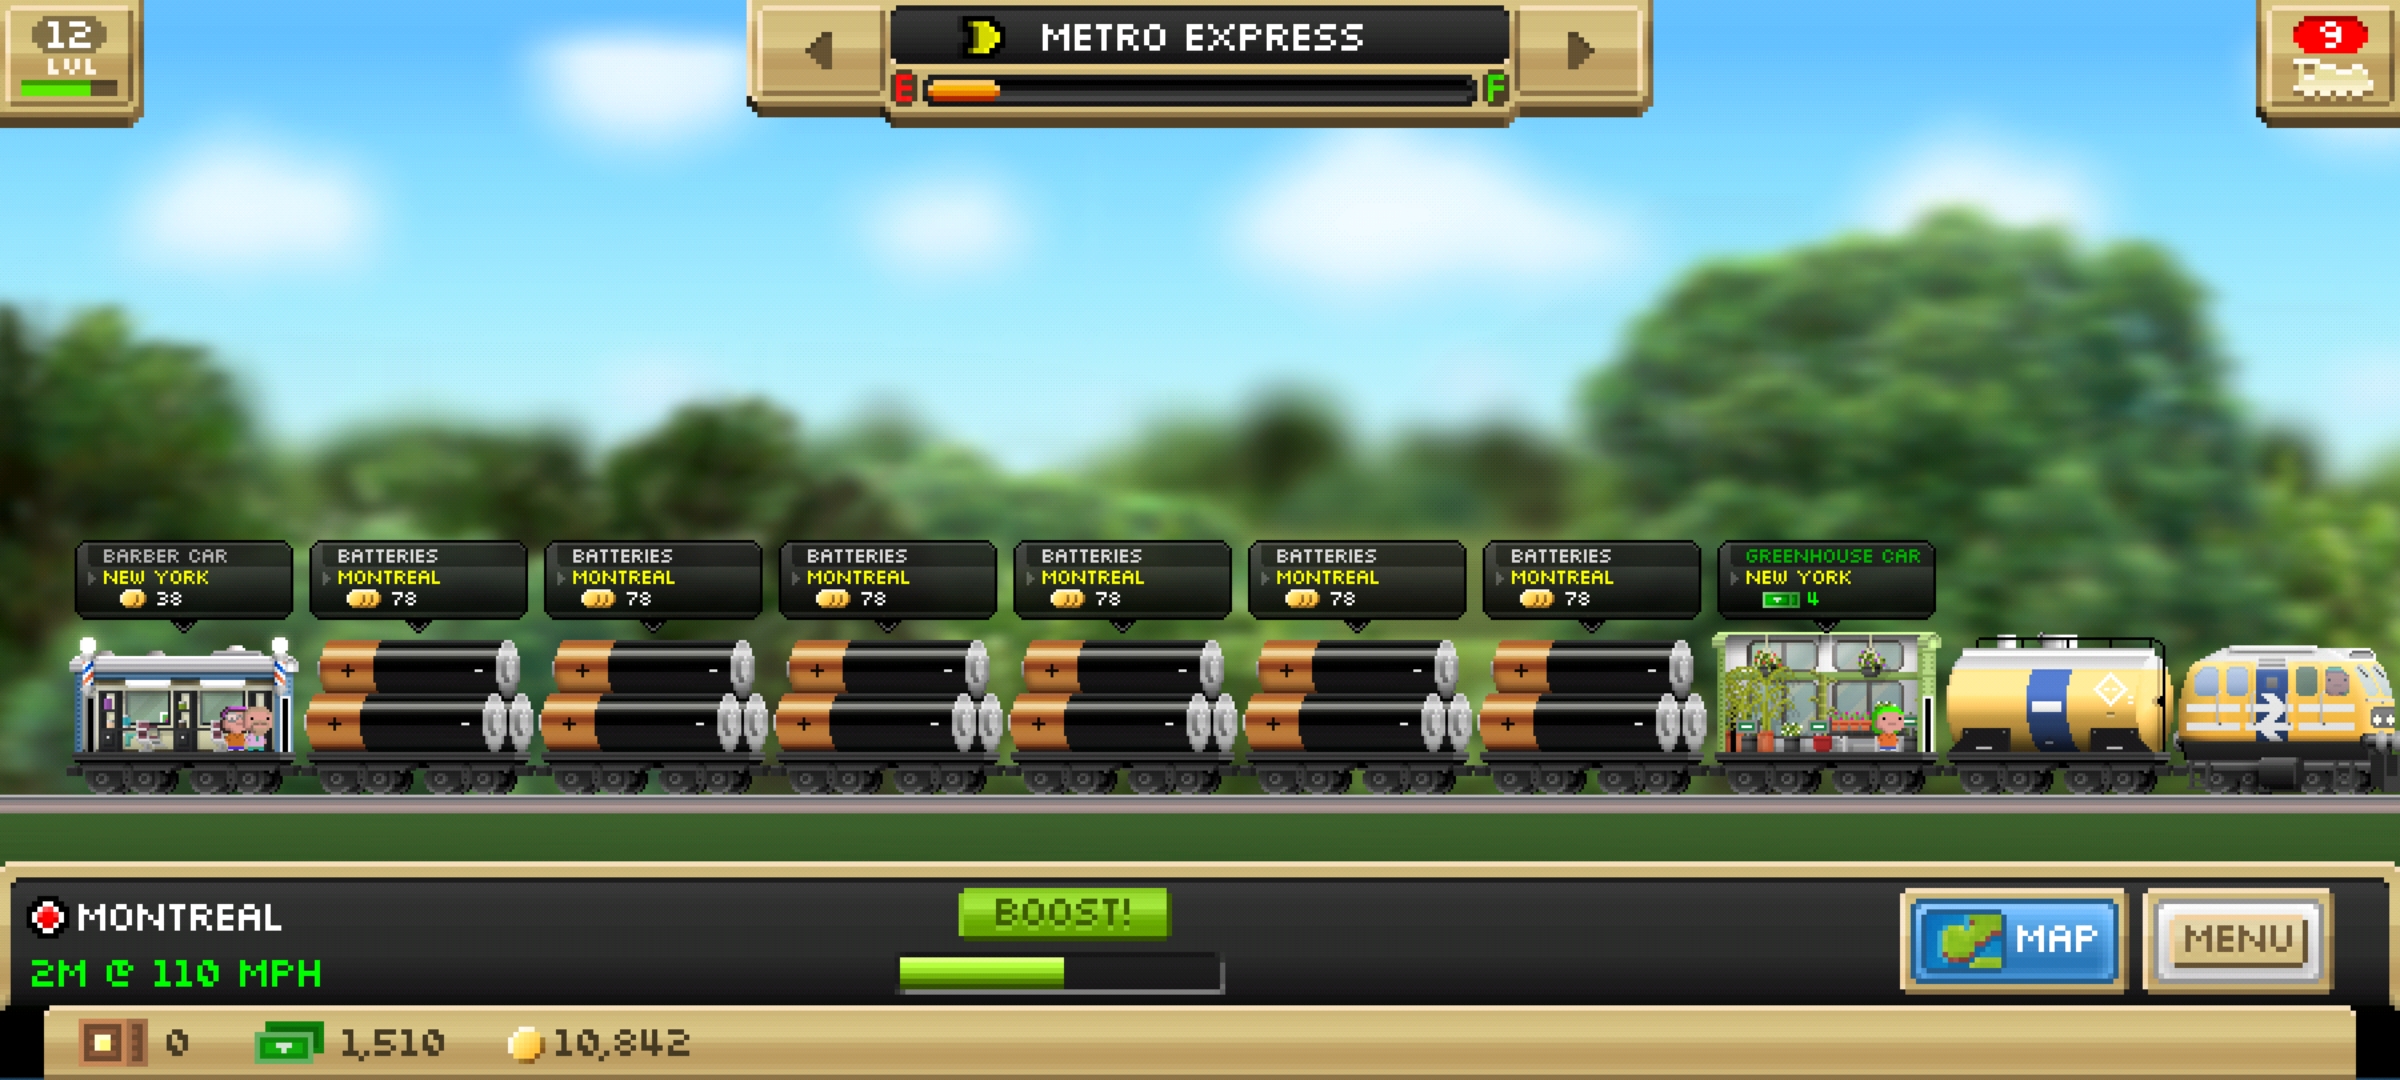 12
LVL
METRO EXPRESS
E F
9
BARBER CAR
NEW YORK
38
BATTERIES
MONTREAL
78
BATTERIES
MONTREAL
78
BATTERIES
MONTREAL
78
BATTERIES
MONTREAL
78
BATTERIES
MONTREAL
78
BATTERIES
MONTREAL
78
GREENHOUSE CAR
NEW YORK
4
MONTREAL
2M @ 110 MPH
BOOST!
MAP
MENU
0
1,510
10,842